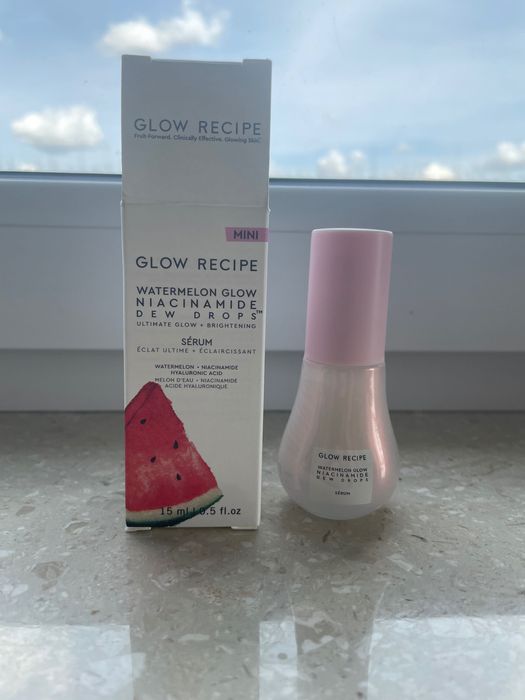 GLOW RECIPE
Fruit-Forward. Clinically Effective. Glowing Skin.
MINI
GLOW RECIPE
WATERMELON GLOW
NIACINAMIDE
DEW DROPS™
ULTIMATE GLOW + BRIGHTENING
SÉRUM
ÉCLAT ULTIME + ÉCLAIRCISSANT
WATERMELON + NIACINAMIDE
HYALURONIC ACID
MELON D'EAU + NIACINAMIDE
ACIDE HYALURONIQUE
15 ml / 0.5 fl.oz
GLOW RECIPE
WATERMELON GLOW
NIACINAMIDE
DEW DROPS
SÉRUM